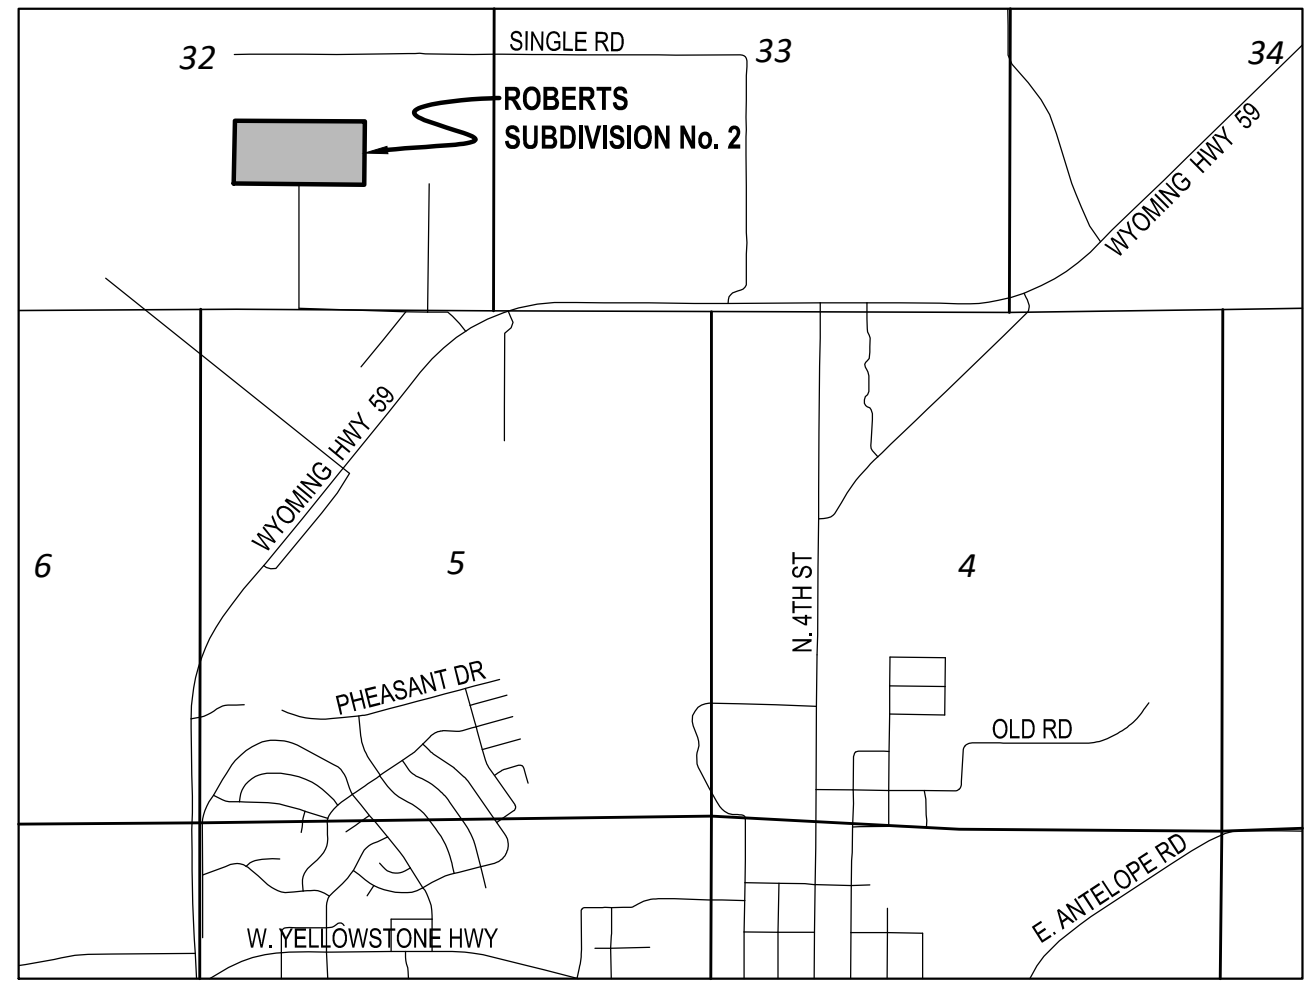 SINGLE RD
32
33
34
ROBERTS
SUBDIVISION No. 2
WYOMING HWY 59
WYOMING HWY 59
6
5
4
N. 4TH ST
PHEASANT DR
OLD RD
E. ANTELOPE RD
W. YELLOWSTONE HWY